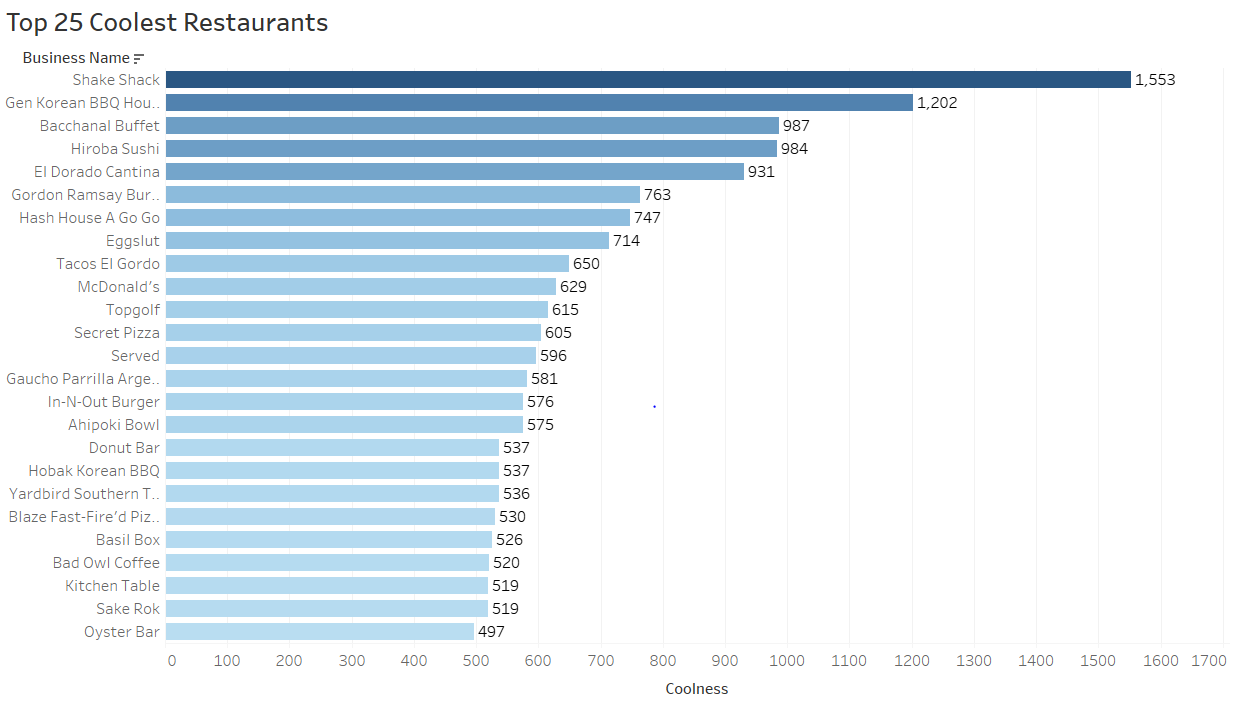 Top 25 Coolest Restaurants
Business Name
Shake Shack 1,553
Gen Korean BBQ Hou.. 1,202
Bacchanal Buffet 987
Hiroba Sushi 984
El Dorado Cantina 931
Gordon Ramsay Bur.. 763
Hash House A Go Go 747
Eggslut 714
Tacos El Gordo 650
McDonald's 629
Topgolf 615
Secret Pizza 605
Served 596
Gaucho Parrilla Arge.. 581
In-N-Out Burger 576
Ahipoki Bowl 575
Donut Bar 537
Hobak Korean BBQ 537
Yardbird Southern T.. 536
Blaze Fast-Fire'd Piz.. 530
Basil Box 526
Bad Owl Coffee 520
Kitchen Table 519
Sake Rok 519
Oyster Bar 497
0 100 200 300 400 500 600 700 800 900 1000 1100 1200 1300 1400 1500 1600 1700
Coolness